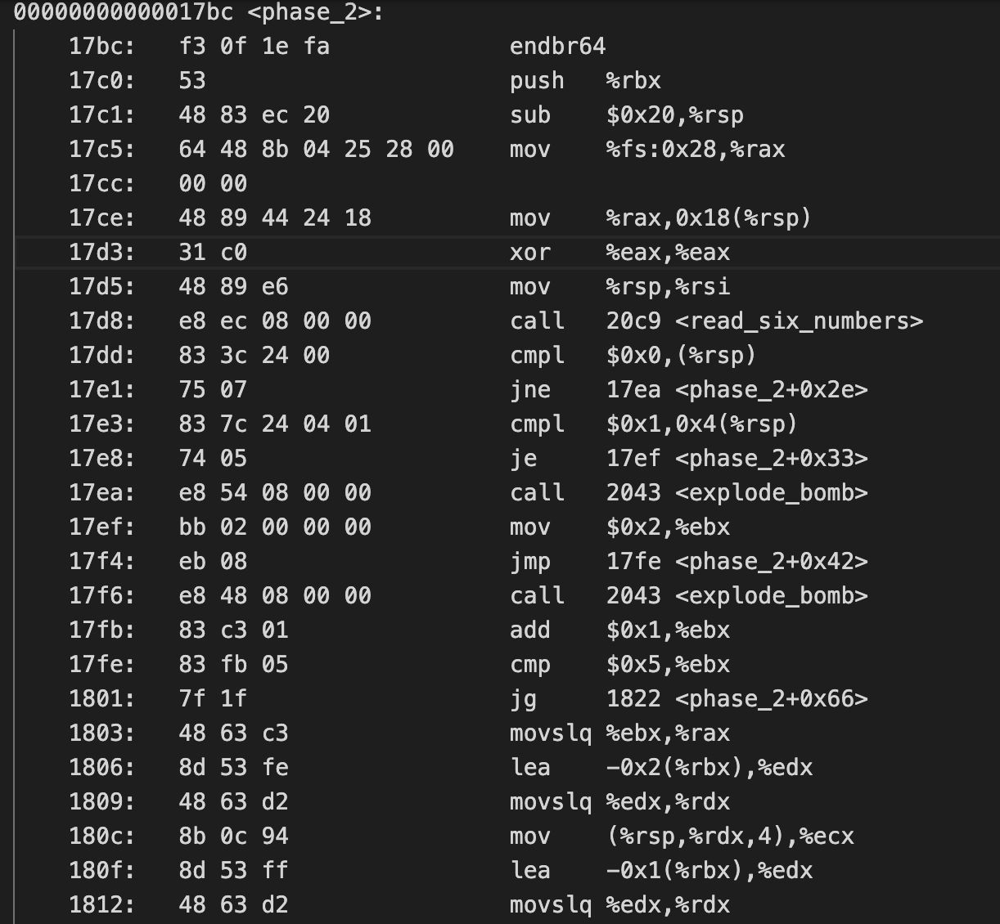 00000000000017bc <phase_2>:
17bc: f3 0f 1e fa endbr64
17c0: 53 push %rbx
17c1: 48 83 ec 20 sub $0x20,%rsp
17c5: 64 48 8b 04 25 28 00 mov %fs:0x28,%rax
17cc: 00 00
17ce: 48 89 44 24 18 mov %rax,0x18(%rsp)
17d3: 31 c0 xor %eax,%eax
17d5: 48 89 e6 mov %rsp,%rsi
17d8: e8 ec 08 00 00 call 20c9 <read_six_numbers>
17dd: 83 3c 24 00 cmpl $0x0,(%rsp)
17e1: 75 07 jne 17ea <phase_2+0x2e>
17e3: 83 7c 24 04 01 cmpl $0x1,0x4(%rsp)
17e8: 74 05 je 17ef <phase_2+0x33>
17ea: e8 54 08 00 00 call 2043 <explode_bomb>
17ef: bb 02 00 00 00 mov $0x2,%ebx
17f4: eb 08 jmp 17fe <phase_2+0x42>
17f6: e8 48 08 00 00 call 2043 <explode_bomb>
17fb: 83 c3 01 add $0x1,%ebx
17fe: 83 fb 05 cmp $0x5,%ebx
1801: 7f 1f jg 1822 <phase_2+0x66>
1803: 48 63 c3 movslq %ebx,%rax
1806: 8d 53 fe lea -0x2(%rbx),%edx
1809: 48 63 d2 movslq %edx,%rdx
180c: 8b 0c 94 mov (%rsp,%rdx,4),%ecx
180f: 8d 53 ff lea -0x1(%rbx),%edx
1812: 48 63 d2 movslq %edx,%rdx